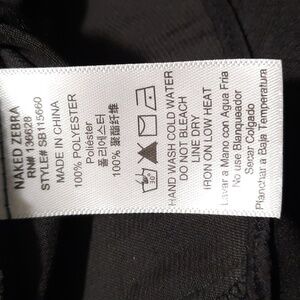 NAKED ZEBRA
RN# 136628
STYLE# SB115660
MADE IN CHINA
100% POLYESTER
Poliéster
폴리에스터
100% 聚酯纤维
HAND WASH COLD WATER
DO NOT BLEACH
LINE DRY
IRON ON LOW HEAT
Lavar a Mano con Agua Fria
No use Blanqueador
Secar Colgado
Planchar a Baja Temperatura